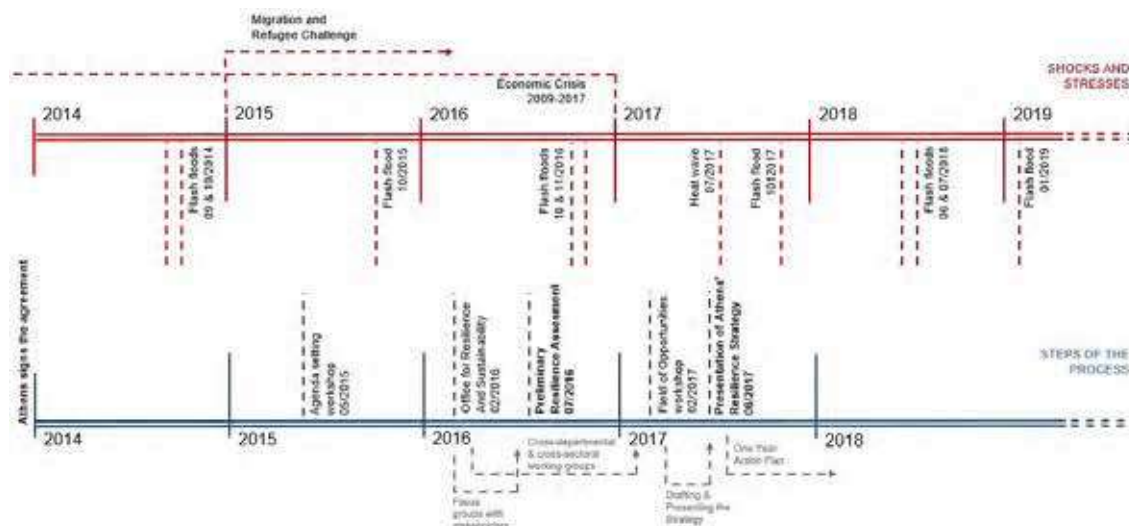 Migration and
Refugee Challenge
Economic Crisis
2009-2017
SHOCKS AND
STRESSES
2014
2015
2016
2017
2018
2019
Flash floods
09 & 10/2014
Flash flood
10/2015
Flash floods
10 & 11/2016
Heat wave
07/2017
Flash flood
Flash floods
06 & 07/2018
Flash flood
01/2019
Athens signs the agreement
Agenda setting
workshop
05/2015
Office for Resilience
And Sustainability
02/2016
Preliminary
Resilience Assessment
07/2016
Field of Opportunities
workshop
02/2017
Presentation of Athens'
Resilience Strategy
06/2017
STEPS OF THE
PROCESS
2014
2015
2016
2017
2018
Cross-departmental
& cross-sectoral
working groups
One Year
Action Plan
Focus
groups with
Drafting &
Presenting the
Strategy